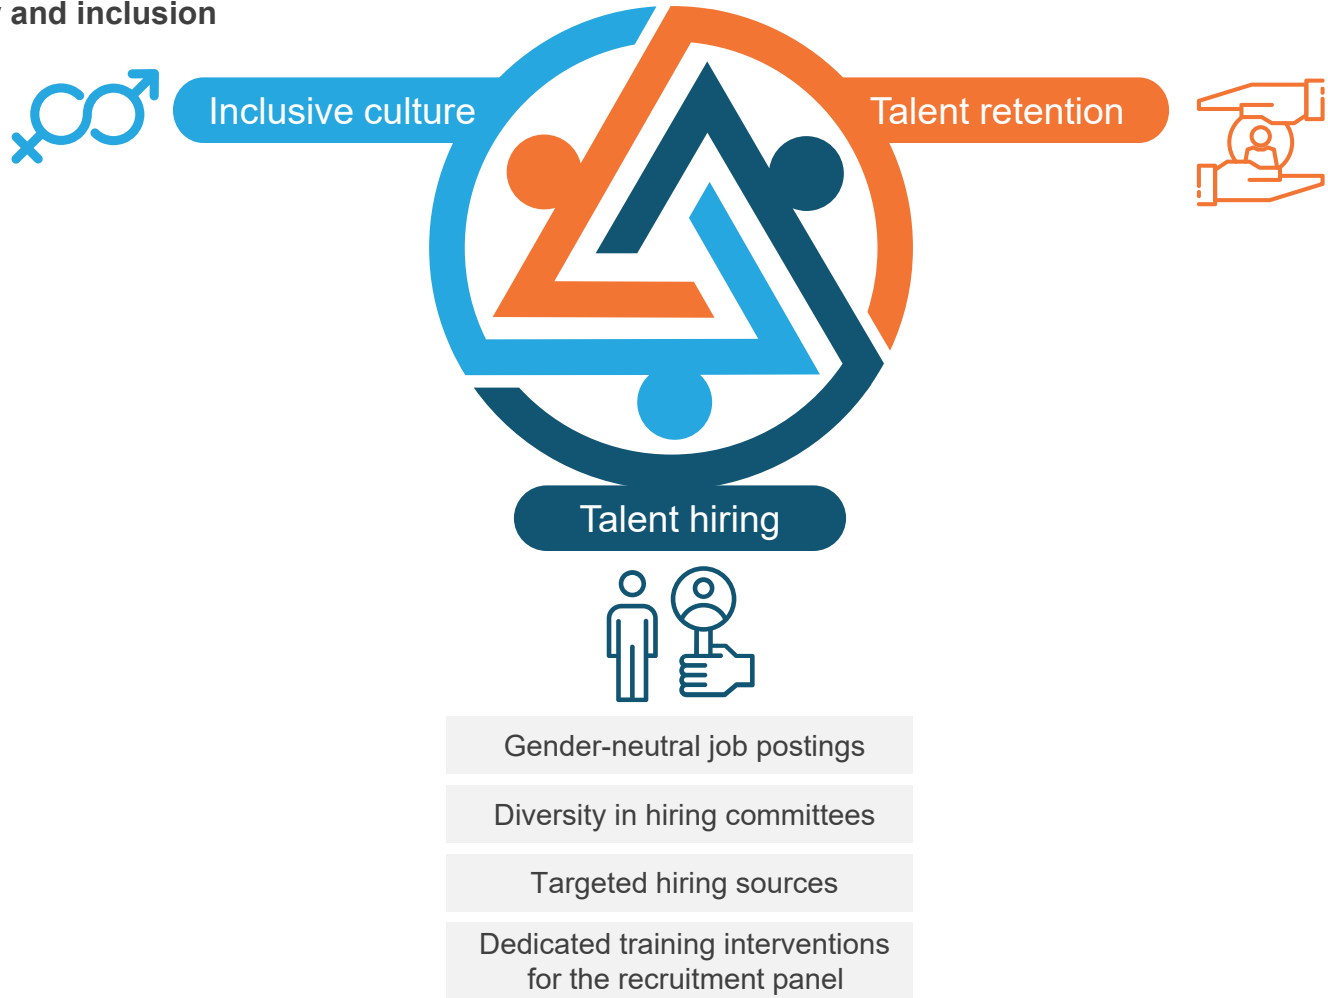 and inclusion
Inclusive culture
Talent retention
Talent hiring
Gender-neutral job postings
Diversity in hiring committees
Targeted hiring sources
Dedicated training interventions
for the recruitment panel